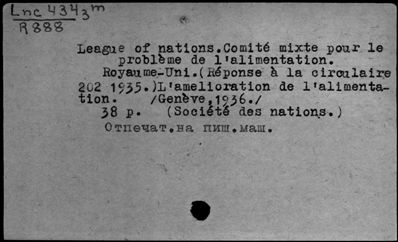 Lnc 4343m
R888
League of nations.Comité mixte pour le
problème de l'alimentation.
Royaume-Uni.(Réponse à la circulaire
202 1935.)L'amelioration de l'alimenta-
tion. /Genève,1936./
38 p. (Société des nations.)
Отпечат.на пиш.маш.